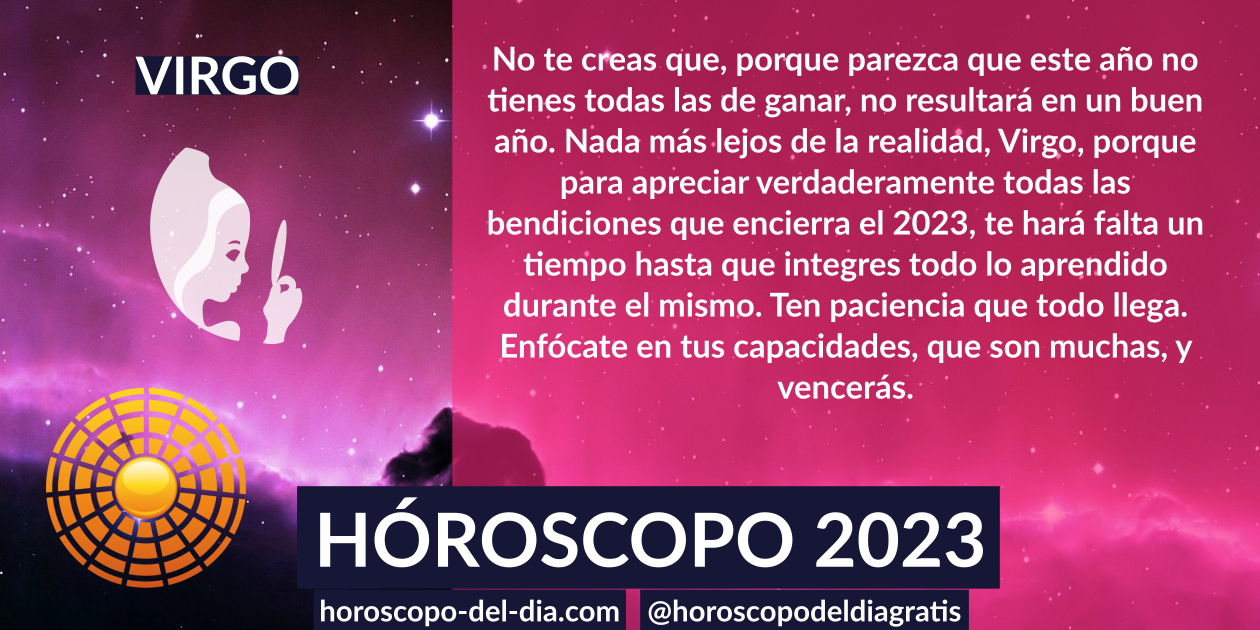 VIRGO
No te creas que, porque parezca que este año no
tienes todas las de ganar, no resultará en un buen
año. Nada más lejos de la realidad, Virgo, porque
para apreciar verdaderamente todas las
bendiciones que encierra el 2023, te hará falta un
tiempo hasta que integres todo lo aprendido
durante el mismo. Ten paciencia que todo llega.
Enfócate en tus capacidades, que son muchas, y
vencerás.
HÓROSCOPO 2023
horoscopo-del-dia.com
@horoscopodeldiagratis